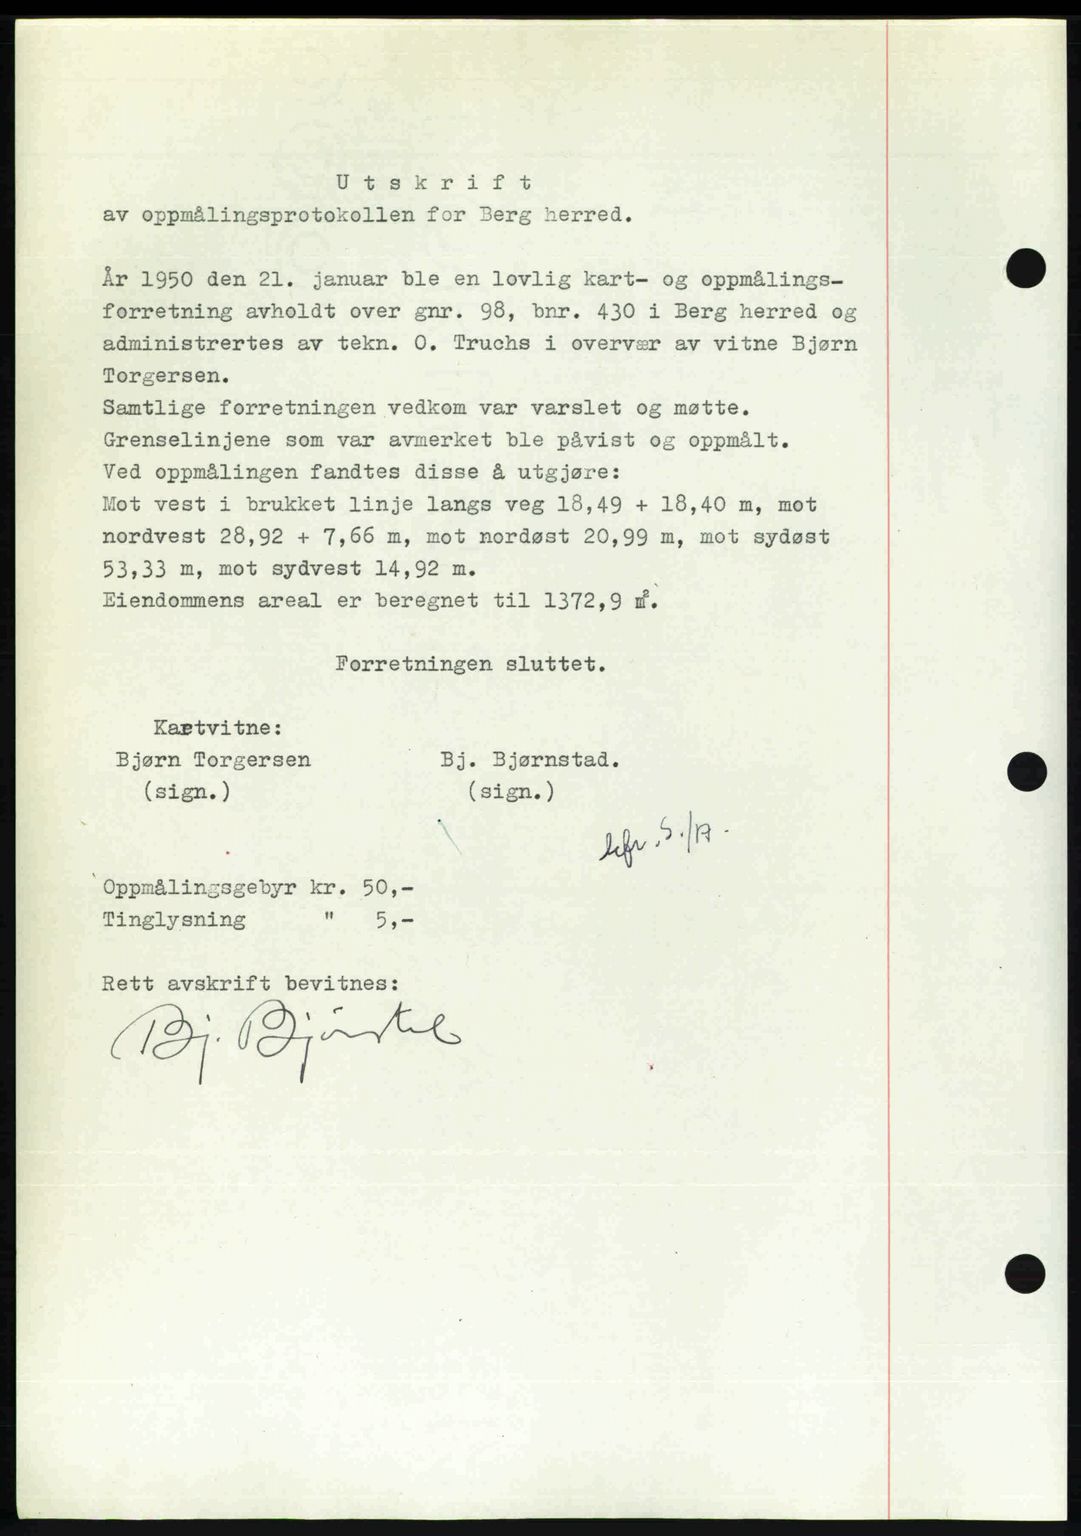 U t s k r i f t
av oppmålingsprotokollen for Berg herred.
År 1950 den 21. januar ble en lovlig kart- og oppmålings-
forretning avholdt over gnr. 98, bnr. 430 i Berg herred og
administrertes av tekn. O. Truchs i overvær av vitne Bjørn
Torgersen.
Samtlige forretningen vedkom var varslet og møtte.
Grenselinjene som var avmerket ble påvist og oppmålt.
Ved oppmålingen fandtes disse å utgjøre:
Mot vest i brukket linje langs veg 18,49 + 18,40 m, mot
nordvest 28,92 + 7,66 m, mot nordøst 20,99 m, mot sydøst
53,33 m, mot sydvest 14,92 m.
Eiendommens areal er beregnet til 1372,9 m².
Forretningen sluttet.
Kartvitne:
Bjørn Torgersen Bj. Bjørnstad.
(sign.) (sign.)
Oppmålingsgebyr kr. 50,-
Tinglysning " 5,-
Rett avskrift bevitnes:
Bj. Bjørnstad